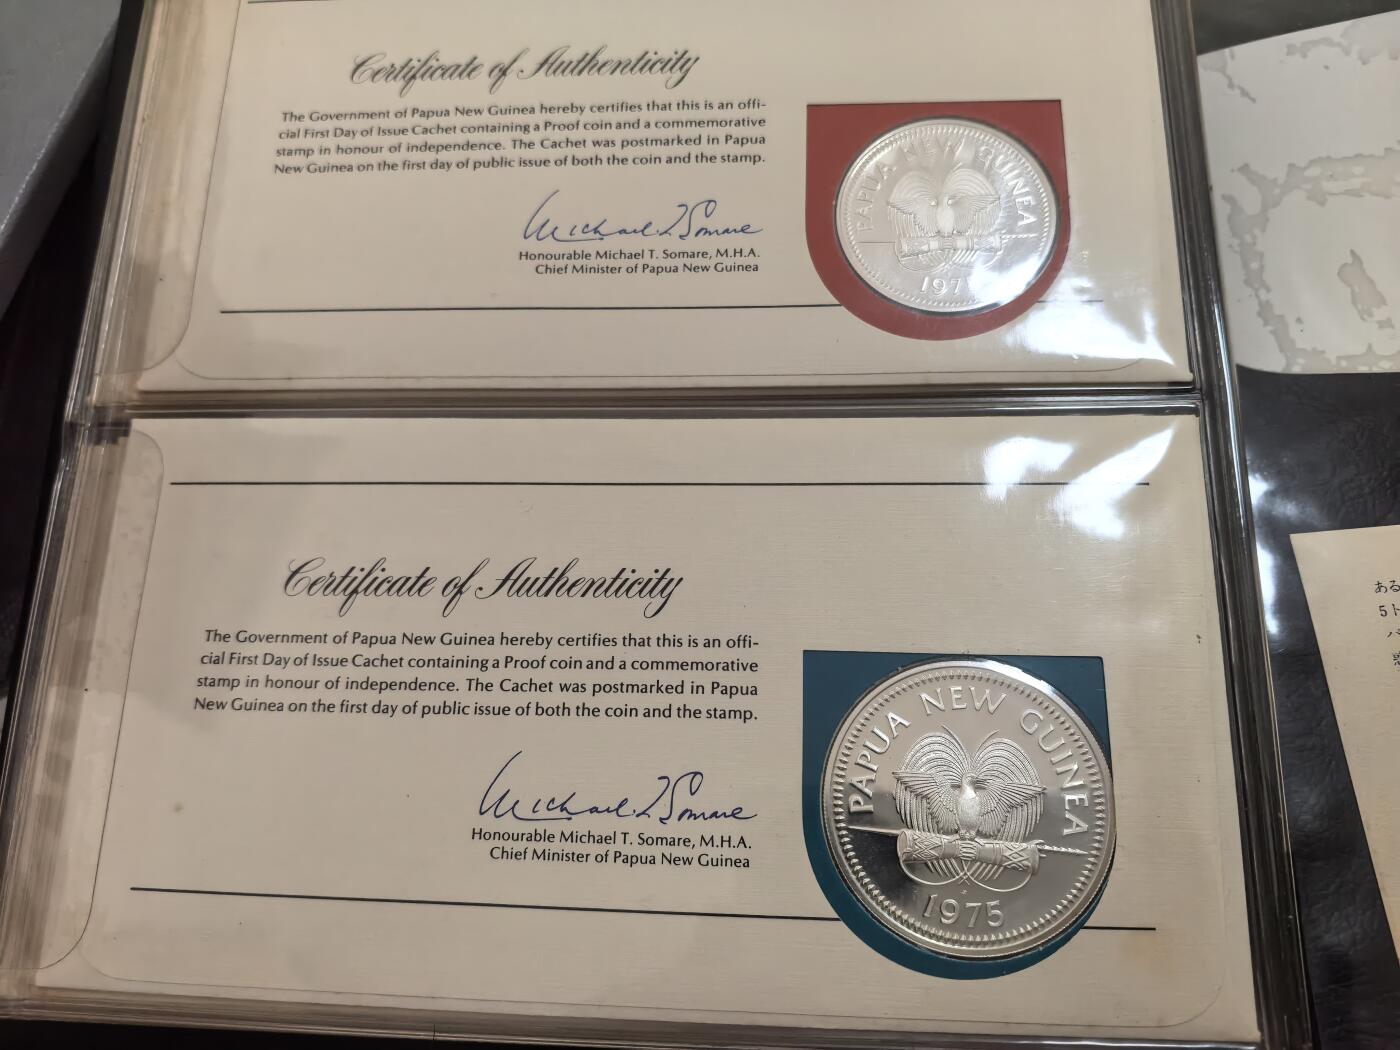 Certificate of Authenticity
The Government of Papua New Guinea hereby certifies that this is an offi-
cial First Day of Issue Cachet containing a Proof coin and a commemorative
stamp in honour of independence. The Cachet was postmarked in Papua
New Guinea on the first day of public issue of both the coin and the stamp.
Michael T Somare
Honourable Michael T. Somare, M.H.A.
Chief Minister of Papua New Guinea
PAPUA NEW GUINEA
1975
Certificate of Authenticity
The Government of Papua New Guinea hereby certifies that this is an offi-
cial First Day of Issue Cachet containing a Proof coin and a commemorative
stamp in honour of independence. The Cachet was postmarked in Papua
New Guinea on the first day of public issue of both the coin and the stamp.
Michael T Somare
Honourable Michael T. Somare, M.H.A.
Chief Minister of Papua New Guinea
PAPUA NEW GUINEA
1975
ある
5ト